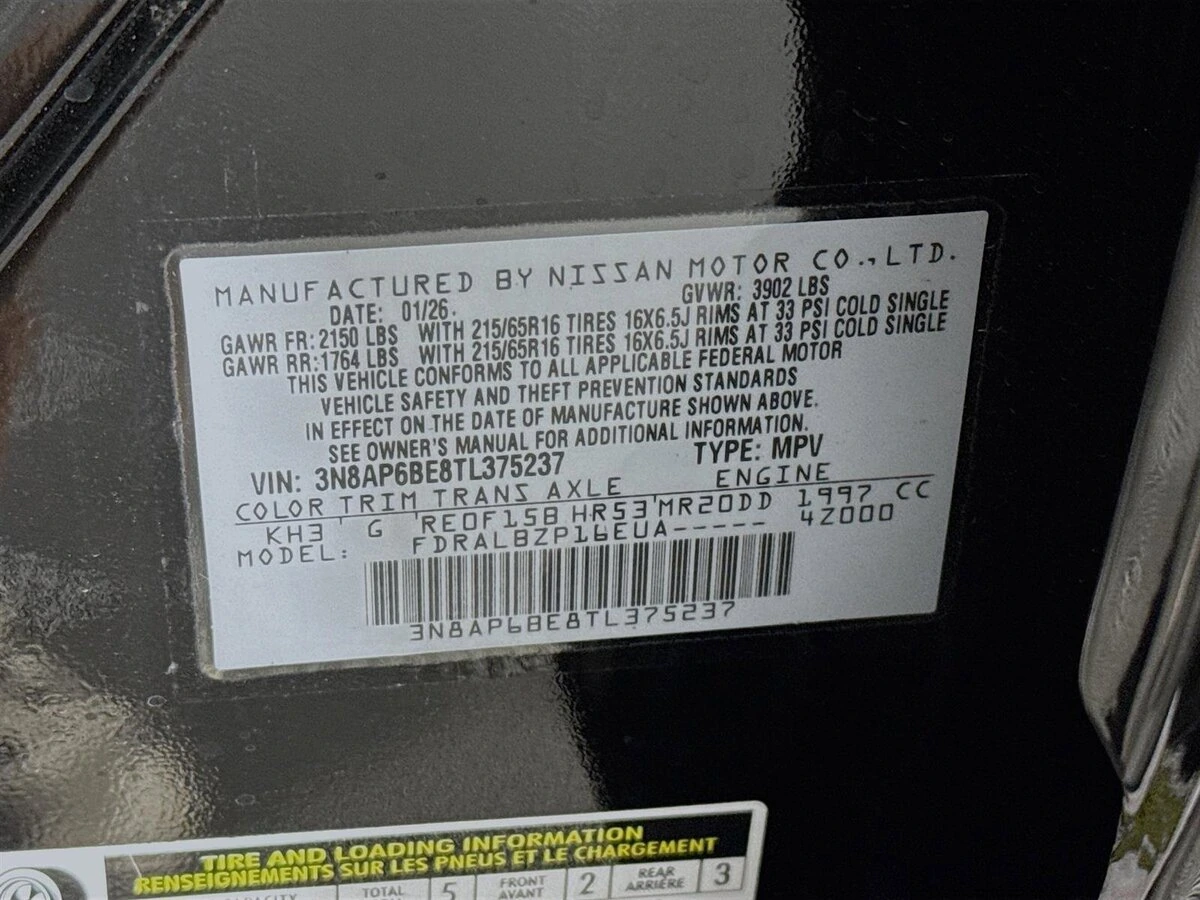 MANUFACTURED BY NISSAN MOTOR CO.,LTD.
DATE: 01/26. GVWR: 3902 LBS
GAWR FR:2150 LBS WITH 215/65R16 TIRES 16X6.5J RIMS AT 33 PSI COLD SINGLE
GAWR RR:1764 LBS WITH 215/65R16 TIRES 16X6.5J RIMS AT 33 PSI COLD SINGLE
THIS VEHICLE CONFORMS TO ALL APPLICABLE FEDERAL MOTOR
VEHICLE SAFETY AND THEFT PREVENTION STANDARDS
IN EFFECT ON THE DATE OF MANUFACTURE SHOWN ABOVE.
SEE OWNER'S MANUAL FOR ADDITIONAL INFORMATION.
VIN: 3N8AP6BE8TL375237 TYPE: MPV
COLOR TRIM TRANS AXLE ENGINE
KH3 G RE0F15B HR53 MR20DD 1997 CC
MODEL: FDRALBZP16EUA----- 4Z000
3N8AP6BE8TL375237
TIRE AND LOADING INFORMATION
RENSEIGNEMENTS SUR LES PNEUS ET LE CHARGEMENT
TOTAL 5 FRONT AVANT 2 REAR ARRIÈRE 3